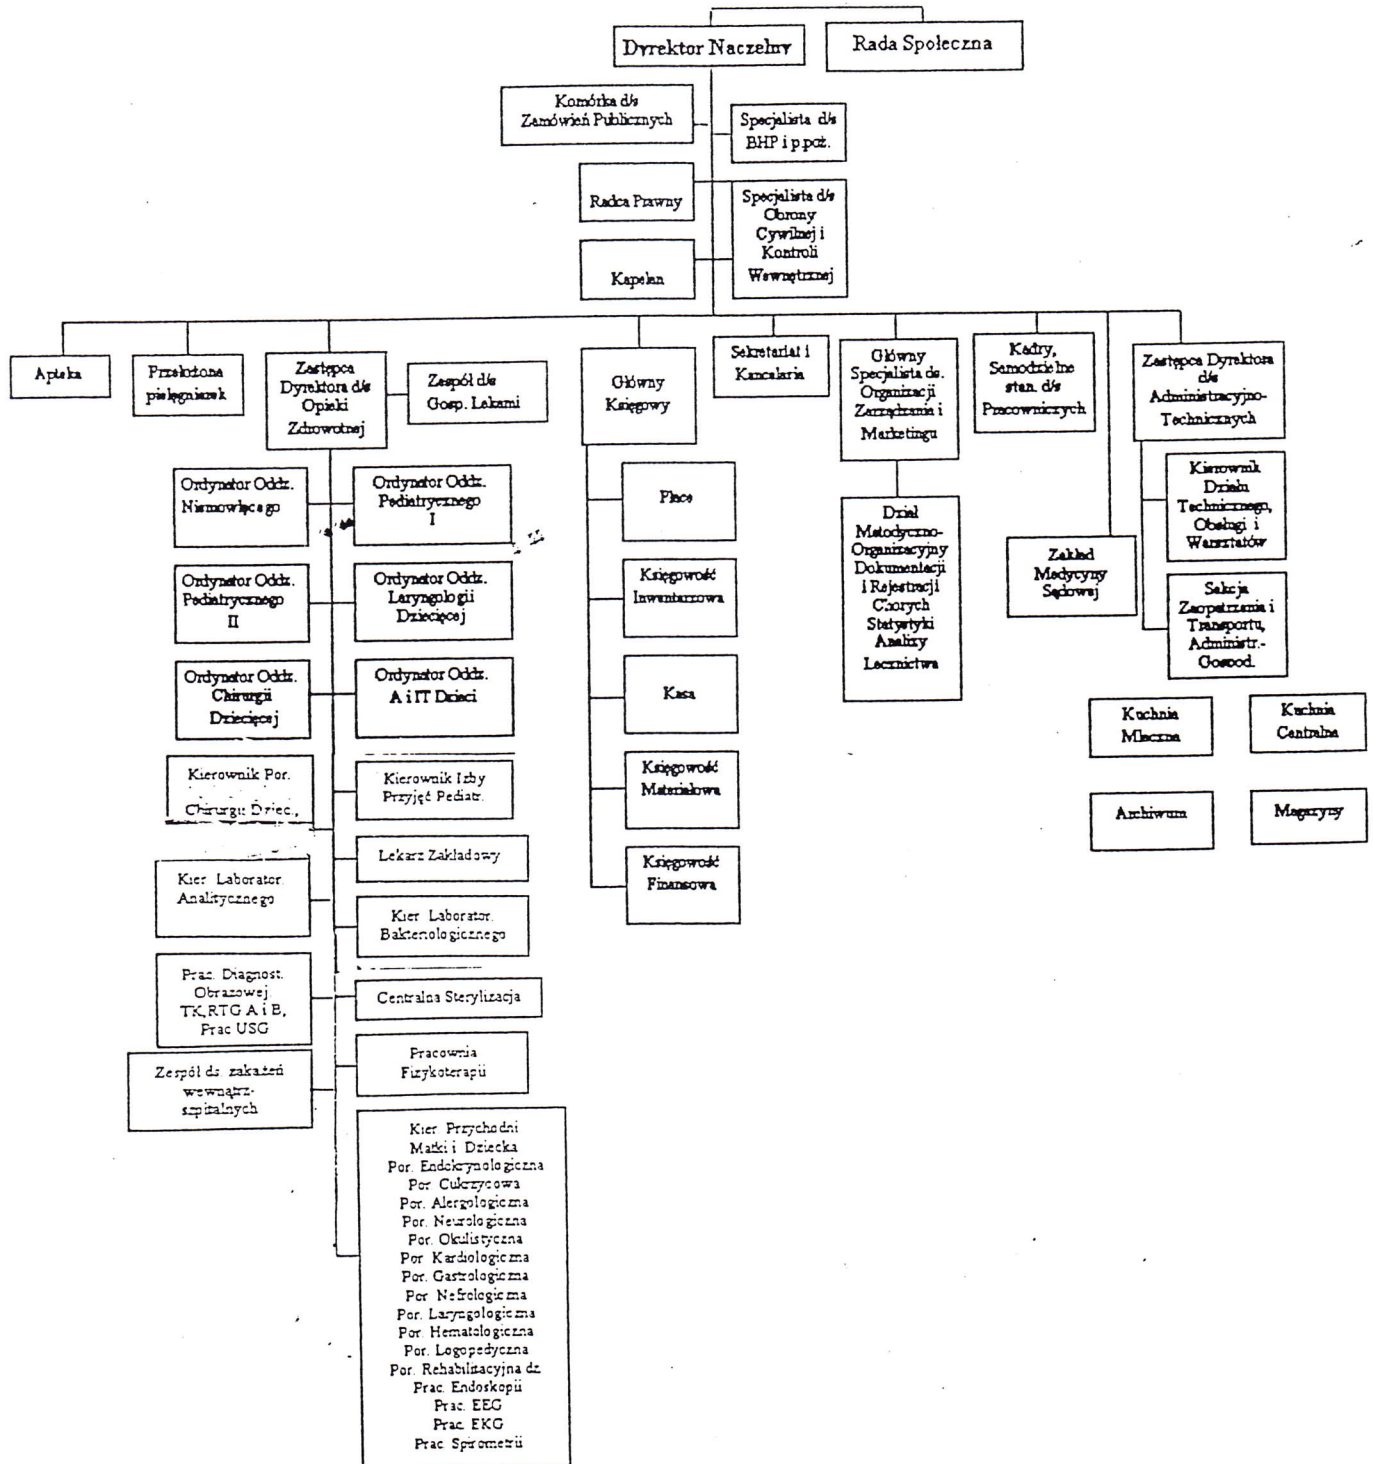 Dyrektor Naczelny
Rada Społeczna
Komórka d/s
Zamówień Publicznych
Specjalista d/s
BHP i p.poż.
Radca Prawny
Specjalista d/s
Obrony
Cywilnej i
Kontroli
Wewnętrznej
Kapelan
Apteka
Przełożona
pielęgniarek
Zastępca
Dyrektora d/s
Opieki
Zdrowotnej
Zespół d/s
Gosp. Lekami
Główny
Księgowy
Sekretariat i
Kancelaria
Główny
Specjalista ds.
Organizacji
Zarządzania i
Marketingu
Kadry,
Samodzielne
stan. d/s
Pracowniczych
Zastępca Dyrektora
d/s
Administracyjno-
Technicznych
Ordynator Oddz.
Niemowlęcego
Ordynator Oddz.
Pediatrycznego
I
Ordynator Oddz.
Pediatrycznego
II
Ordynator Oddz.
Laryngologii
Dziecięcej
Ordynator Oddz.
Chirurgii
Dziecięcej
Ordynator Oddz.
A i IT Dzieci
Kierownik Por.
Chirurgii Dziec.,
Kierownik Izby
Przyjęć Pediatr.
Lekarz Zakładowy
Kier Laborator.
Analitycznego
Kier Laborator.
Bakteriologicznego
Prac. Diagnost.
Obrazowej
TK,RTG A i B,
Prac USG
Centralna Sterylizacja
Zespół ds. zakażeń
wewnątrz-
szpitalnych
Pracownia
Fizykoterapii
Kier Przychodni
Matki i Dziecka
Por. Endokrynologiczna
Por Cukrzycowa
Por. Alergologiczna
Por. Neurologiczna
Por. Okulistyczna
Por Kardiologiczna
Por. Gastrologiczna
Por Nefrologiczna
Por. Laryngologiczna
Por. Hematologiczna
Por. Logopedyczna
Por. Rehabilitacyjna dz
Prac. Endoskopii
Prac. EEG
Prac EKG
Prac Spirometrii
Płace
Księgowość
Inwentarzowa
Kasa
Księgowość
Materiałowa
Księgowość
Finansowa
Dział
Metodyczno-
Organizacyjny
Dokumentacji
i Rejestracji
Chorych
Statystyki
Analizy
Lecznictwa
Zakład
Medycyny
Sądowej
Kierownik
Działu
Technicznego,
Obsługi i
Warsztatów
Sekcja
Zaopatrzenia i
Transportu,
Administr.-
Gospod.
Kuchnia
Mleczna
Kuchnia
Centralna
Archiwum
Magazyny